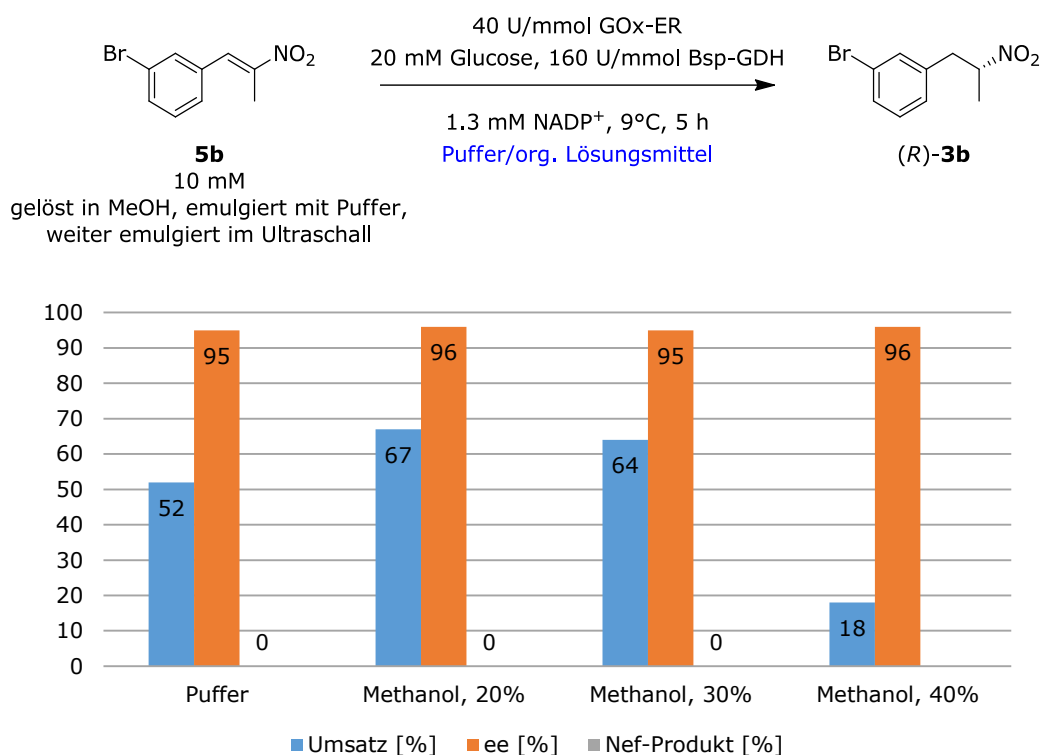 40 U/mmol GOx-ER
20 mM Glucose, 160 U/mmol Bsp-GDH
1.3 mM NADP⁺, 9°C, 5 h
Puffer/org. Lösungsmittel
Br
NO₂
5b
10 mM
gelöst in MeOH, emulgiert mit Puffer,
weiter emulgiert im Ultraschall
Br
NO₂
(R)-3b
100
90
80
70
60
50
40
30
20
10
0
52
95
0
67
96
0
64
95
0
18
96
Puffer
Methanol, 20%
Methanol, 30%
Methanol, 40%
Umsatz [%]
ee [%]
Nef-Produkt [%]